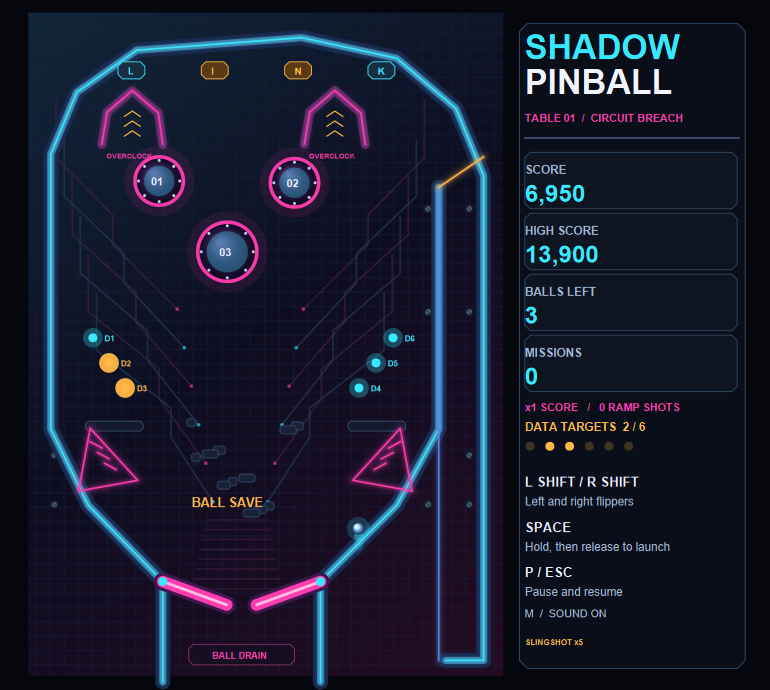 L
I
N
K
OVERCLOCK
OVERCLOCK
01
02
03
D1
D2
D3
D6
D5
D4
BALL SAVE
BALL DRAIN
SHADOW
PINBALL
TABLE 01 / CIRCUIT BREACH
SCORE
6,950
HIGH SCORE
13,900
BALLS LEFT
3
MISSIONS
0
x1 SCORE / 0 RAMP SHOTS
DATA TARGETS 2 / 6
L SHIFT / R SHIFT
Left and right flippers
SPACE
Hold, then release to launch
P / ESC
Pause and resume
M / SOUND ON
SLINGSHOT x5